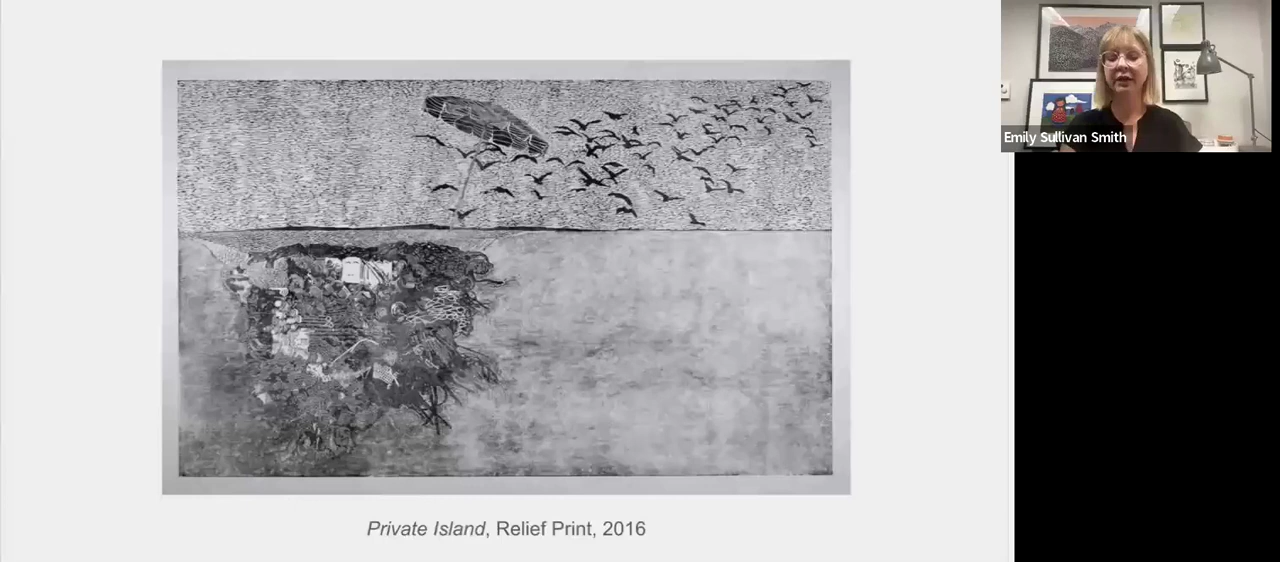 Emily Sullivan Smith
Private Island, Relief Print, 2016